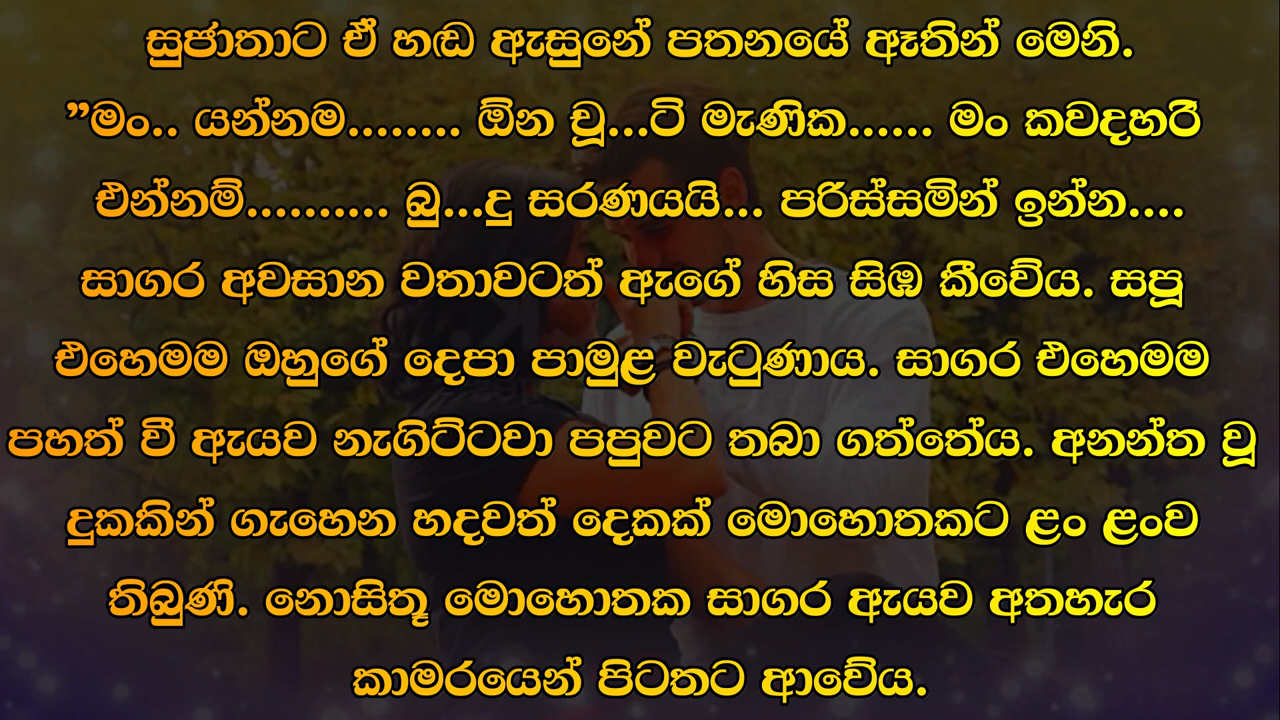 සුජාතාට ඒ හඬ ඇසුනේ පතනයේ ඈතින් මෙනි.
”මං.. යන්නම........ ඕන චූ...ටි මැණික...... මං කවදහරි
එන්නම්.......... බු...දු සරණයයි... පරිස්සමින් ඉන්න....
සාගර අවසාන වතාවටත් ඇගේ හිස සිඹ කීවේය. සපූ
එහෙමම ඔහුගේ දෙපා පාමුළ වැටුණාය. සාගර එහෙමම
පහත් වී ඇයව නැගිට්ටවා පපුවට තබා ගත්තේය. අනන්ත වූ
දුකකින් ගැහෙන හදවත් දෙකක් මොහොතකට ළං ළංව
තිබුණි. නොසිතූ මොහොතක සාගර ඇයව අතහැර
කාමරයෙන් පිටතට ආවේය.